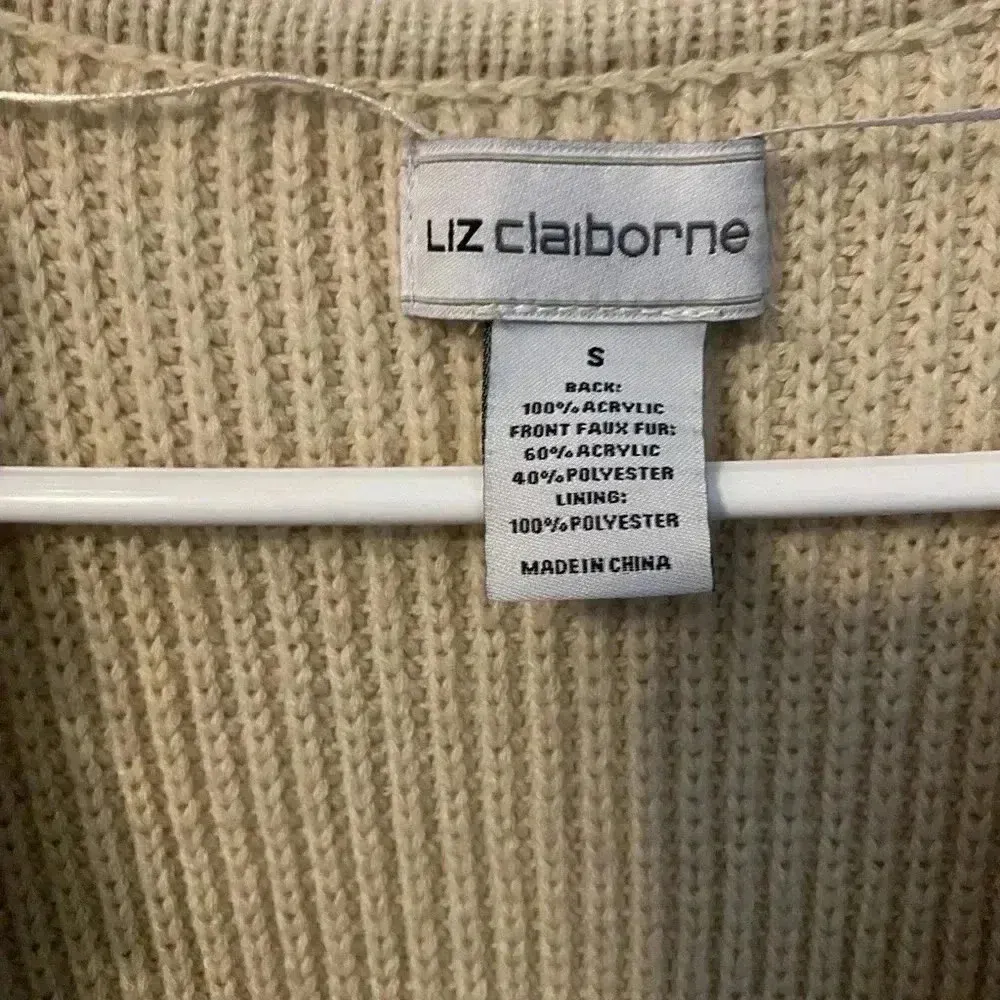 LIZ claiborne
S
BACK:
100% ACRYLIC
FRONT FAUX FUR:
60% ACRYLIC
40% POLYESTER
LINING:
100% POLYESTER
MADE IN CHINA